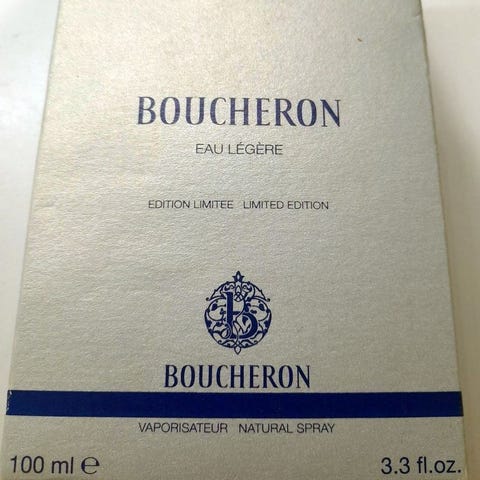 BOUCHERON
EAU LÉGÈRE
EDITION LIMITEE LIMITED EDITION
B
BOUCHERON
VAPORISATEUR NATURAL SPRAY
100 ml ℮ 3.3 fl.oz.